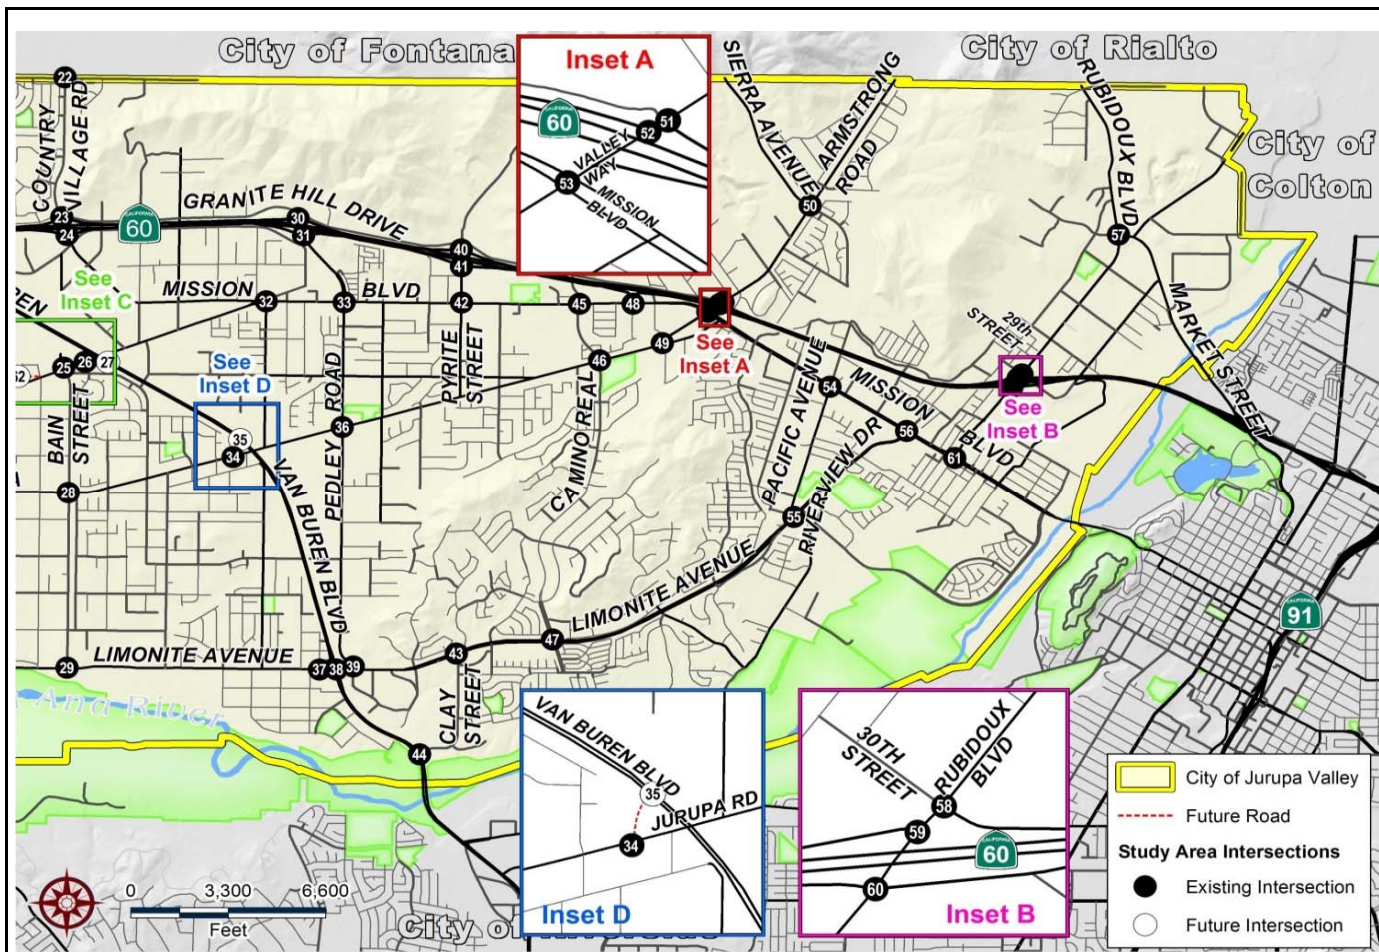 City of Fontana
City of Rialto
City of
Colton
22
COUNTRY
VILLAGE RD
23
24
CALIFORNIA
60
GRANITE HILL DRIVE
30
31
40
41
Inset A
CALIFORNIA
60
51
52
VALLEY
WAY
53
MISSION
BLVD
SIERRA AVENUE
ARMSTRONG
ROAD
50
RUBIDOUX BLVD
57
MARKET STREET
See
Inset C
MISSION
32
33
BLVD
42
45
48
See
Inset A
29th
STREET
See
Inset B
25
26
27
BAIN
STREET
See
Inset D
35
34
PEDLEY ROAD
36
PYRITE
STREET
CAMINO REAL
46
49
PACIFIC AVENUE
54
MISSION
BLVD
56
61
RIVERVIEW DR
55
28
VAN BUREN BLVD
LIMONITE AVENUE
29
LIMONITE AVENUE
37
38
39
43
47
CLAY
STREET
44
Ana River
CALIFORNIA
91
VAN BUREN BLVD
35
JURUPA RD
34
Inset D
30TH
STREET
RUBIDOUX
BLVD
58
59
CALIFORNIA
60
60
Inset B
City of Jurupa Valley
Future Road
Study Area Intersections
Existing Intersection
Future Intersection
0 3,300 6,600
Feet